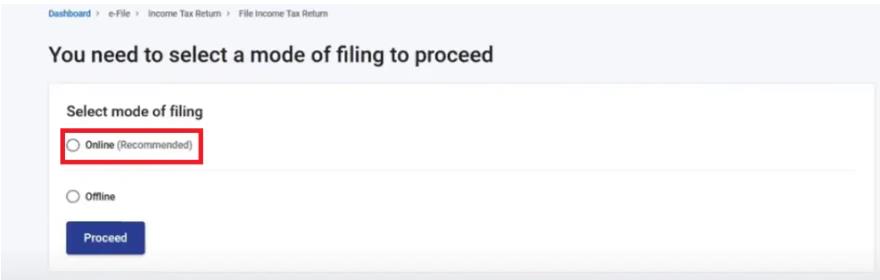 Dashboard > e-File > Income Tax Return > File Income Tax Return
You need to select a mode of filing to proceed
Select mode of filing
Online (Recommended)
Offline
Proceed